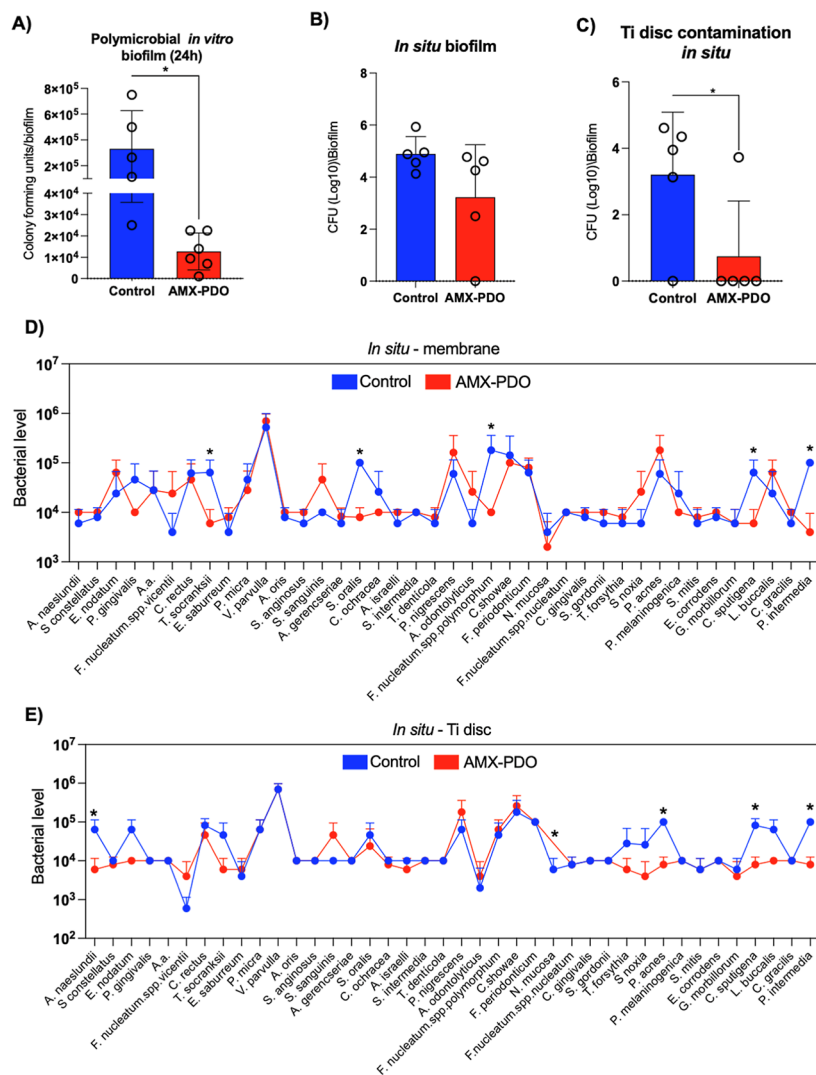 A)
Polymicrobial in vitro
biofilm (24h)
*
Colony forming units/biofilm
8×10⁵
6×10⁵
4×10⁵
2×10⁵
4×10⁴
3×10⁴
2×10⁴
1×10⁴
0
Control
AMX-PDO
B)
In situ biofilm
CFU (Log10)\Biofilm
8
6
4
2
0
Control
AMX-PDO
C)
Ti disc contamination
in situ
*
CFU (Log10)\Biofilm
6
4
2
0
Control
AMX-PDO
D)
In situ - membrane
Control
AMX-PDO
Bacterial level
10⁷
10⁶
10⁵
10⁴
10³
*
*
*
*
*
A. naeslundii
S constellatus
E. nodatum
P. gingivalis
A.a.
F. nucleatum.spp.vicentii
C. rectus
T. socranksii
E. saburreum
P. micra
V. parvulla
A. oris
S. anginosus
S. sanguinis
A. gerencseriae
S. oralis
C. ochracea
A. israelli
S. intermedia
T. denticola
P. nigrescens
A. odontolyticus
F. nucleatum.spp.polymorphum
C.showae
F. periodonticum
N. mucosa
F.nucleatum.spp.nucleatum
C. gingivalis
S. gordonii
T. forsythia
S noxia
P. acnes
P. melaninogenica
S. mitis
E. corrodens
G. morbillorum
C. sputigena
L. buccalis
C. gracilis
P. intermedia
E)
In situ - Ti disc
Control
AMX-PDO
Bacterial level
10⁷
10⁶
10⁵
10⁴
10³
10²
*
*
*
*
*
A. naeslundii
S constellatus
E. nodatum
P. gingivalis
A.a.
F. nucleatum.spp.vicentii
C. rectus
T. socranksii
E. saburreum
P. micra
V. parvulla
A. oris
S. anginosus
S. sanguinis
A. gerencseriae
S. oralis
C. ochracea
A. israelli
S. intermedia
T. denticola
P. nigrescens
A. odontolyticus
F. nucleatum.spp.polymorphum
C.showae
F. periodonticum
N. mucosa
F.nucleatum.spp.nucleatum
C. gingivalis
S. gordonii
T. forsythia
S noxia
P. acnes
P. melaninogenica
S. mitis
E. corrodens
G. morbillorum
C. sputigena
L. buccalis
C. gracilis
P. intermedia